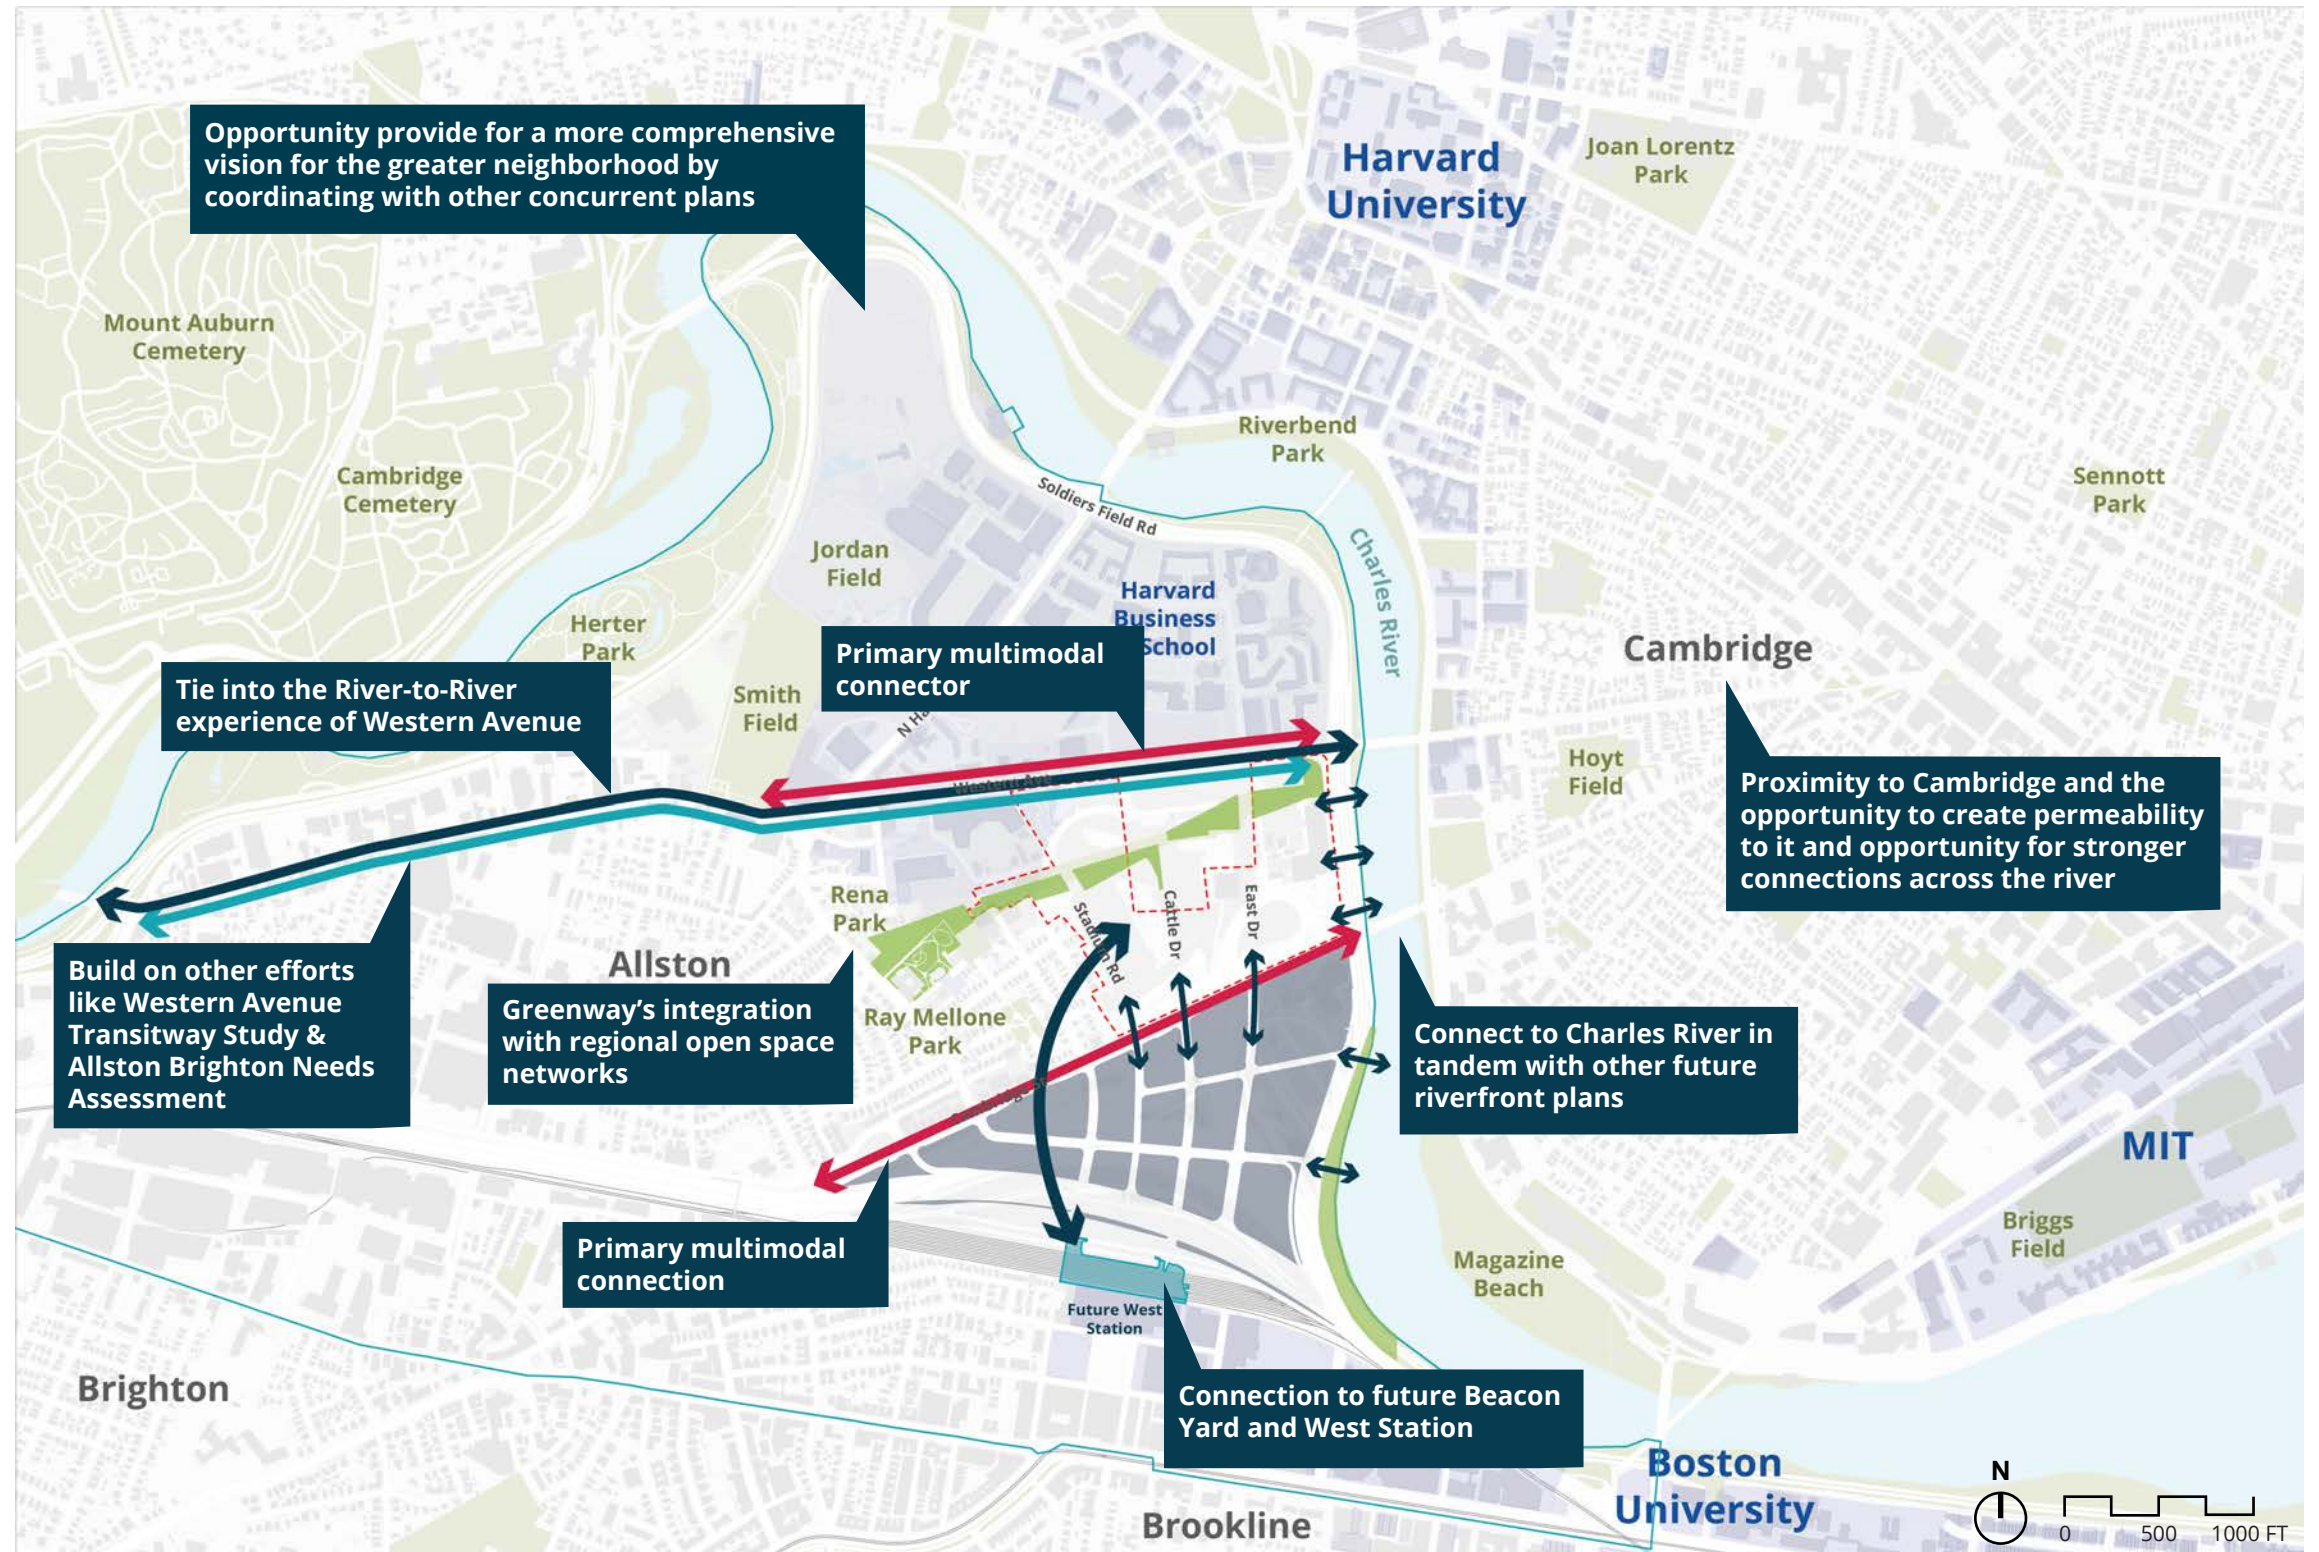 Opportunity provide for a more comprehensive
vision for the greater neighborhood by
coordinating with other concurrent plans
Harvard
University
Joan Lorentz
Park
Mount Auburn
Cemetery
Cambridge
Cemetery
Riverbend
Park
Sennott
Park
Soldiers Field Rd
Charles River
Jordan
Field
Harvard
Business
School
Herter
Park
Cambridge
Primary multimodal
connector
Tie into the River-to-River
experience of Western Avenue
Smith
Field
Hoyt
Field
Western Ave
Proximity to Cambridge and the
opportunity to create permeability
to it and opportunity for stronger
connections across the river
Rena
Park
Stadium Rd
Cattle Dr
East Dr
Allston
Build on other efforts
like Western Avenue
Transitway Study &
Allston Brighton Needs
Assessment
Greenway’s integration
with regional open space
networks
Ray Mellone
Park
Connect to Charles River in
tandem with other future
riverfront plans
Cambridge St
MIT
Briggs
Field
Primary multimodal
connection
Magazine
Beach
Future West
Station
Brighton
Connection to future Beacon
Yard and West Station
Boston
University
Brookline
N
0 500 1000 FT